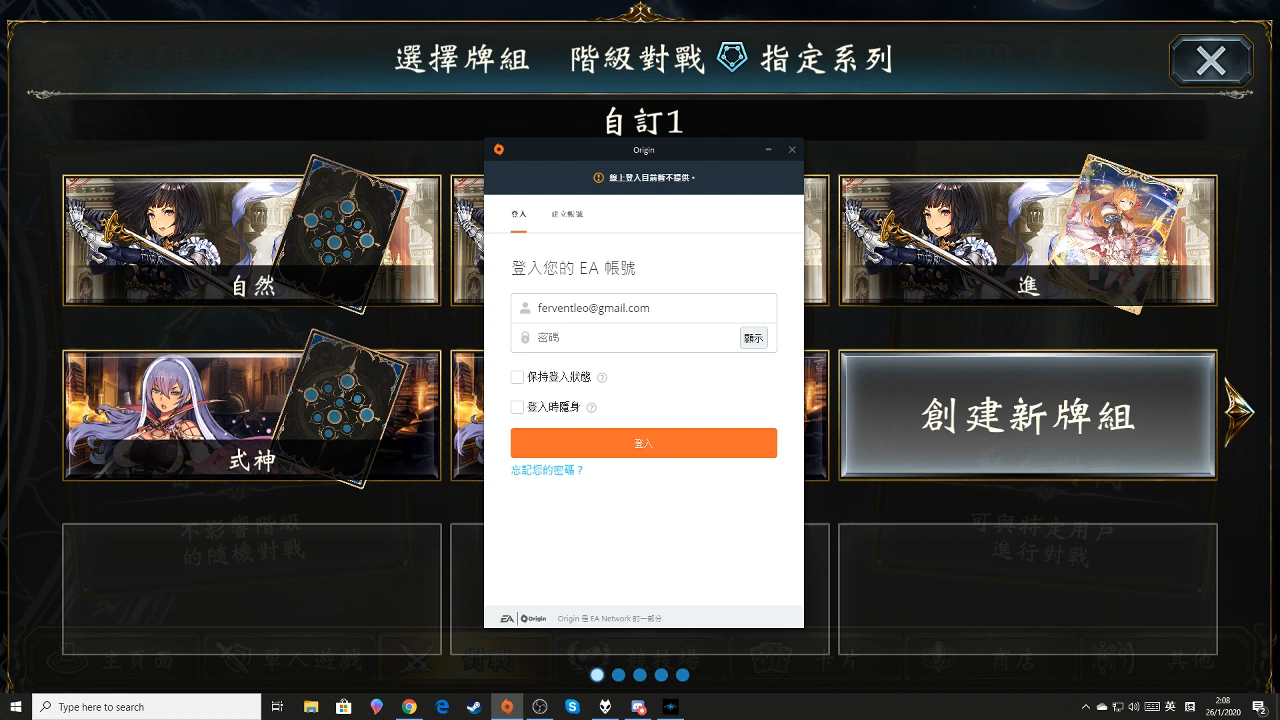 選擇牌組 階級對戰 指定系列
自訂1
自然
進
式神
創建新牌組
不影響階級
的隨機對戰
可與特定用戶
進行對戰
主頁面
單人遊戲
對戰
競技場
卡片
商店
其他
Origin
線上登入目前暫不提供。
登入
建立帳號
登入您的 EA 帳號
ferventleo@gmail.com
密碼
顯示
保持登入狀態
登入時隱身
登入
忘記您的密碼？
EA Origin Origin 是 EA Network 的一部分
Type here to search
英
2:08
26/1/2020
2